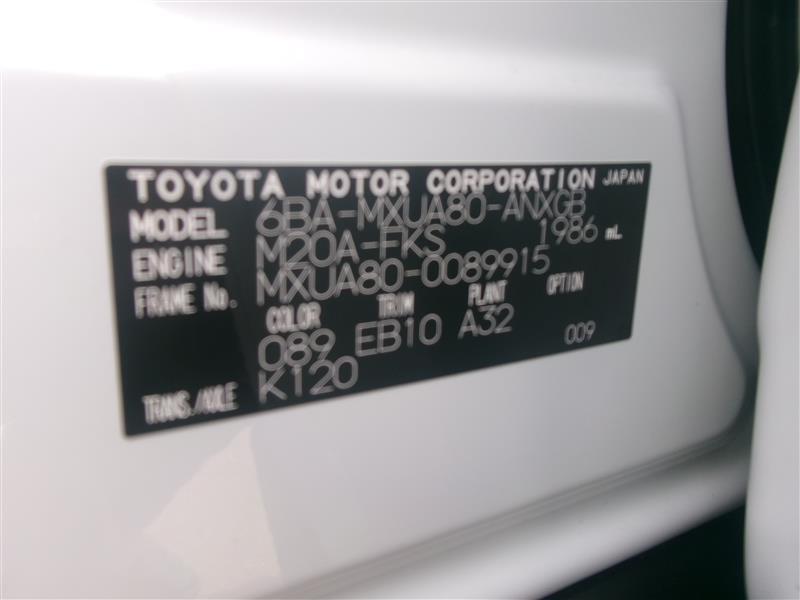 TOYOTA MOTOR CORPORATION JAPAN
MODEL 6BA-MXUA80-ANXGB
ENGINE M20A-FKS 1986 mL
FRAME No. MXUA80-0089915
COLOR TRIM PLANT OPTION
089 EB10 A32 009
TRANS./AXLE K120